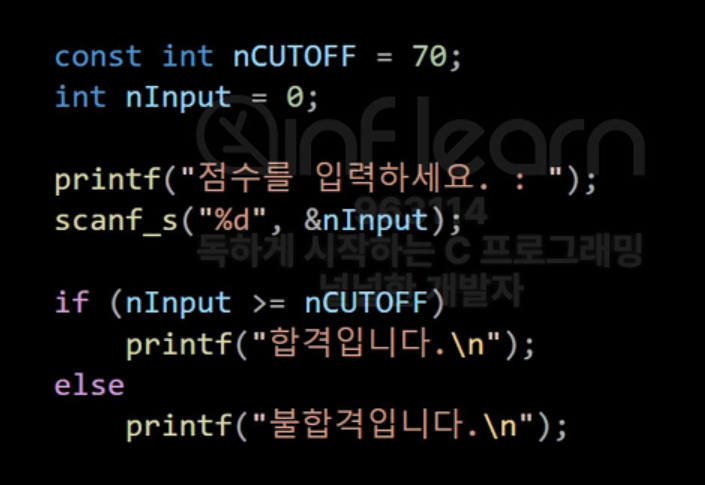 const int nCUTOFF = 70;
int nInput = 0;
inflearn
printf("점수를 입력하세요. : ");
963114
scanf_s("%d", &nInput);
독하게 시작하는 C 프로그래밍
널널한 개발자
if (nInput >= nCUTOFF)
printf("합격입니다.\n");
else
printf("불합격입니다.\n");